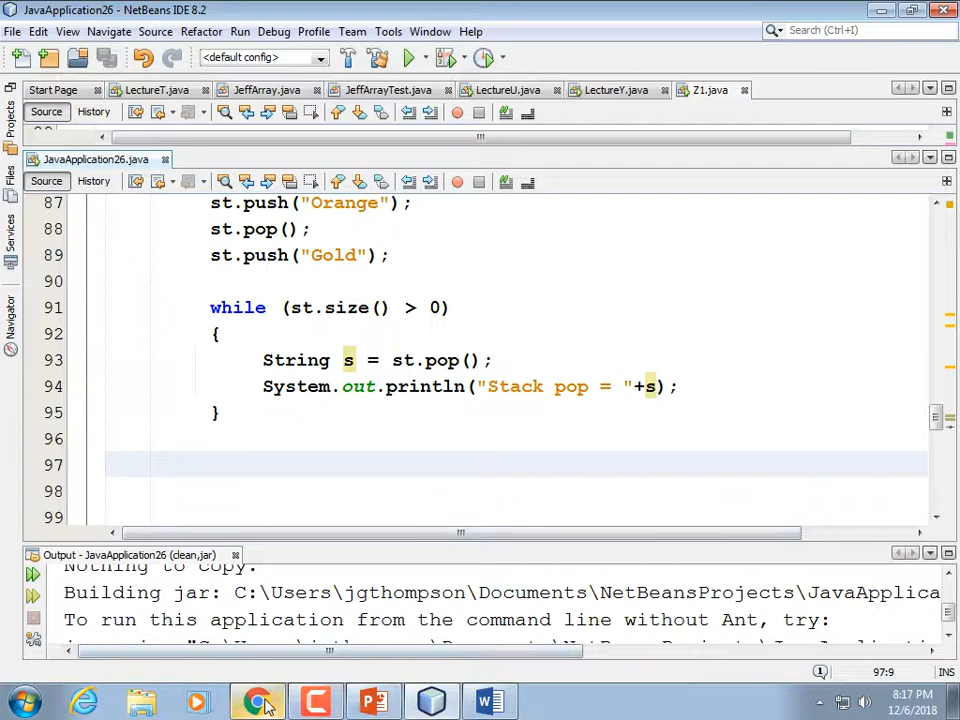 JavaApplication26 - NetBeans IDE 8.2
File Edit View Navigate Source Refactor Run Debug Profile Team Tools Window Help
Search (Ctrl+I)
<default config>
Start Page LectureT.java JeffArray.java JeffArrayTest.java LectureU.java LectureY.java Z1.java
Source History
Projects
Files
Services
Navigator
JavaApplication26.java
Source History
87 st.push("Orange");
88 st.pop();
89 st.push("Gold");
90
91 while (st.size() > 0)
92 {
93 String s = st.pop();
94 System.out.println("Stack pop = "+s);
95 }
96
97
98
99
Output - JavaApplication26 (clean,jar)
Nothing to copy.
Building jar: C:\Users\jgthompson\Documents\NetBeansProjects\JavaApplica
To run this application from the command line without Ant, try:
1 97:9 INS
8:17 PM
12/6/2018